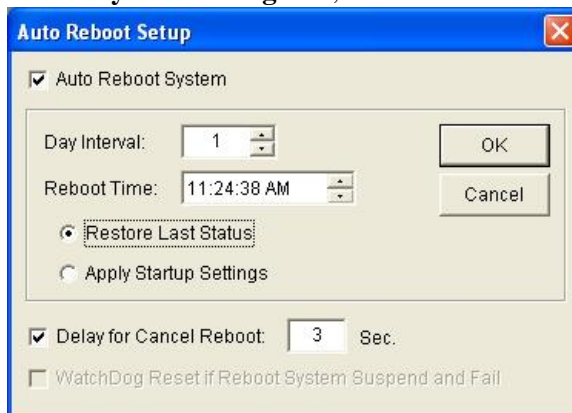 Auto Reboot Setup
Auto Reboot System
Day Interval: 1
OK
Reboot Time: 11:24:38 AM
Cancel
Restore Last Status
Apply Startup Settings
Delay for Cancel Reboot: 3 Sec.
WatchDog Reset if Reboot System Suspend and Fail